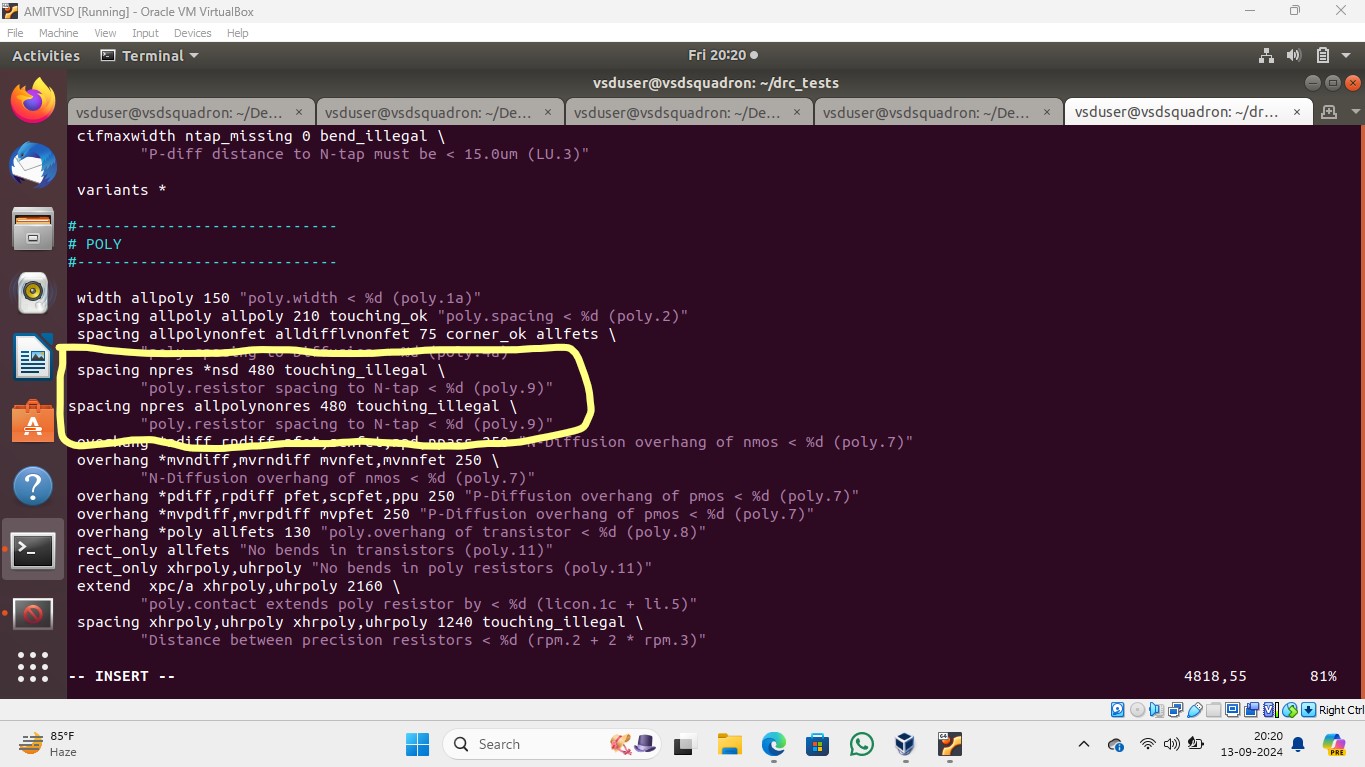 AMITVSD [Running] - Oracle VM VirtualBox
File Machine View Input Devices Help
Activities Terminal Fri 20:20
vsduser@vsdsquadron: ~/drc_tests
vsduser@vsdsquadron: ~/De... × vsduser@vsdsquadron: ~/De... × vsduser@vsdsquadron: ~/De... × vsduser@vsdsquadron: ~/De... × vsduser@vsdsquadron: ~/dr... ×
cifmaxwidth ntap_missing 0 bend_illegal \
"P-diff distance to N-tap must be < 15.0um (LU.3)"
variants *
#-----------------------------
# POLY
#-----------------------------
width allpoly 150 "poly.width < %d (poly.1a)"
spacing allpoly allpoly 210 touching_ok "poly.spacing < %d (poly.2)"
spacing allpolynonfet alldifflvnonfet 75 corner_ok allfets \
"poly.spacing to Diffusion < %d (poly.4a)"
spacing npres *nsd 480 touching_illegal \
"poly.resistor spacing to N-tap < %d (poly.9)"
spacing npres allpolynonres 480 touching_illegal \
"poly.resistor spacing to N-tap < %d (poly.9)"
overhang 250 "N-Diffusion overhang of nmos < %d (poly.7)"
overhang *mvndiff,mvrndiff mvnfet,mvnnfet 250 \
"N-Diffusion overhang of nmos < %d (poly.7)"
overhang *pdiff,rpdiff pfet,scpfet,ppu 250 "P-Diffusion overhang of pmos < %d (poly.7)"
overhang *mvpdiff,mvrpdiff mvpfet 250 "P-Diffusion overhang of pmos < %d (poly.7)"
overhang *poly allfets 130 "poly.overhang of transistor < %d (poly.8)"
rect_only allfets "No bends in transistors (poly.11)"
rect_only xhrpoly,uhrpoly "No bends in poly resistors (poly.11)"
extend  xpc/a xhrpoly,uhrpoly 2160 \
"poly.contact extends poly resistor by < %d (licon.1c + li.5)"
spacing xhrpoly,uhrpoly xhrpoly,uhrpoly 1240 touching_illegal \
"Distance between precision resistors < %d (rpm.2 + 2 * rpm.3)"
-- INSERT -- 4818,55 81%
Right Ctrl
85°F
Haze
Search
20:20
13-09-2024
PRE